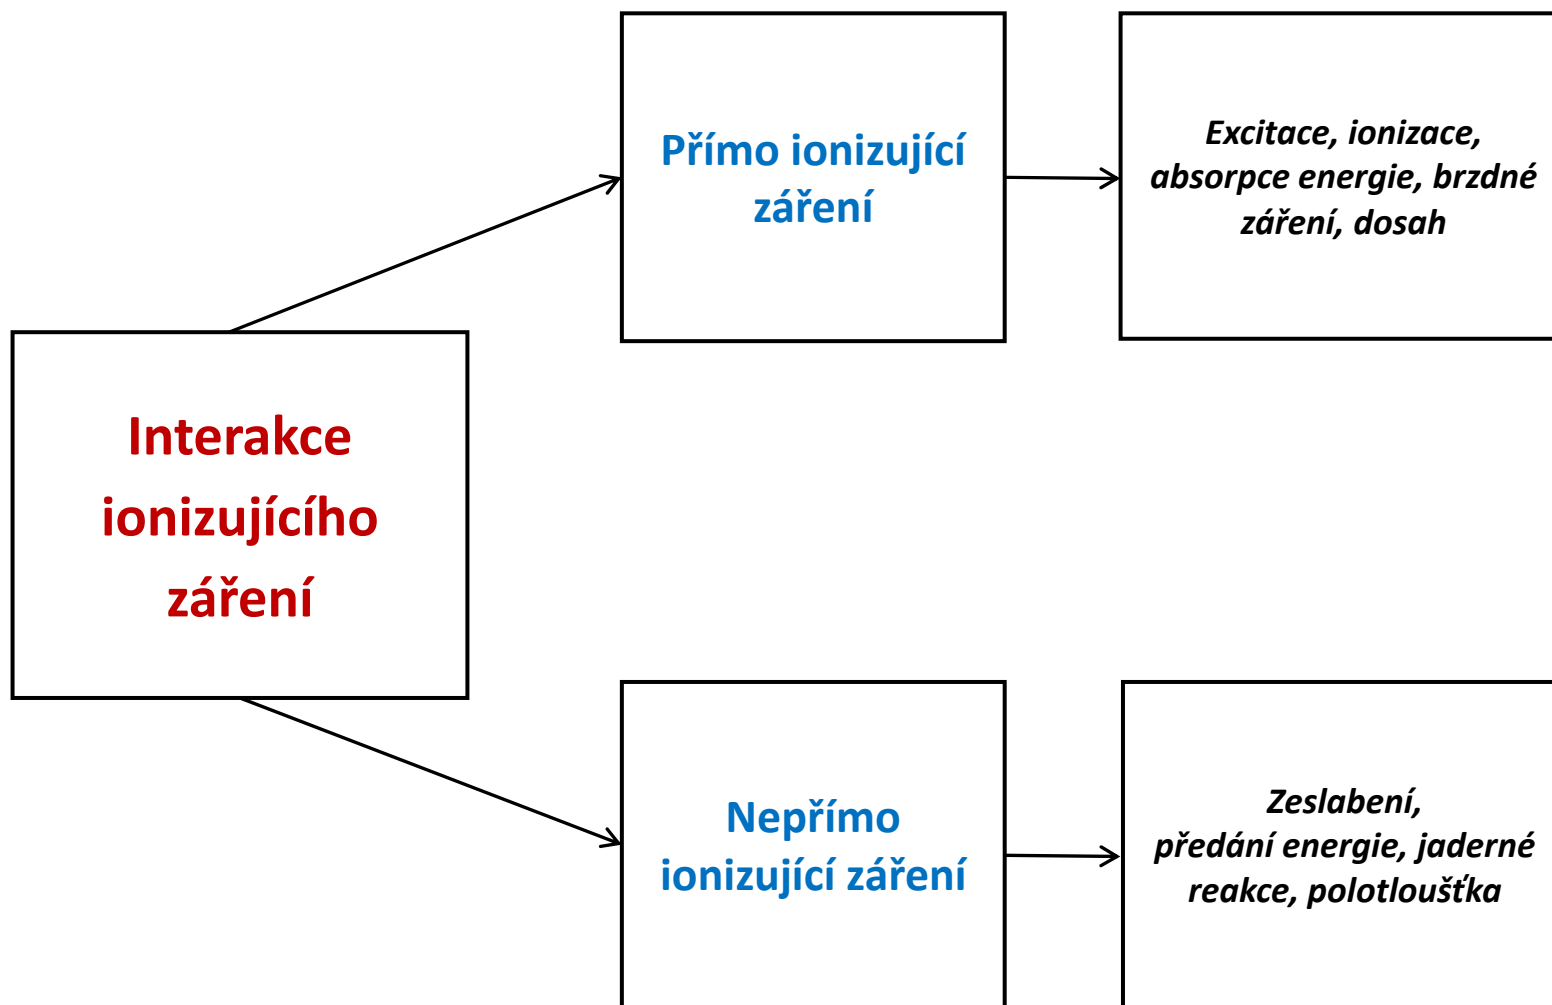 Interakce
ionizujícího
záření
Přímo ionizující
záření
Excitace, ionizace,
absorpce energie, brzdné
záření, dosah
Nepřímo
ionizující záření
Zeslabení,
předání energie, jaderné
reakce, polotloušťka